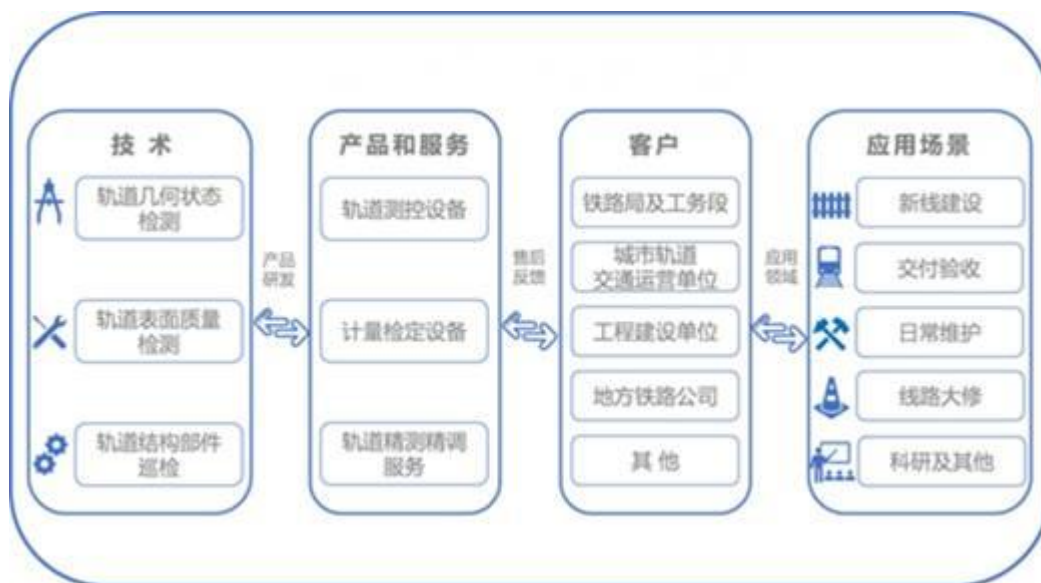 技 术
轨道几何状态
检测
轨道表面质量
检测
轨道结构部件
巡检
产品
研发
产品和服务
轨道测控设备
计量检定设备
轨道精测精调
服务
售后
反馈
客户
铁路局及工务段
城市轨道
交通运营单位
工程建设单位
地方铁路公司
其 他
应用
领域
应用场景
新线建设
交付验收
日常维护
线路大修
科研及其他